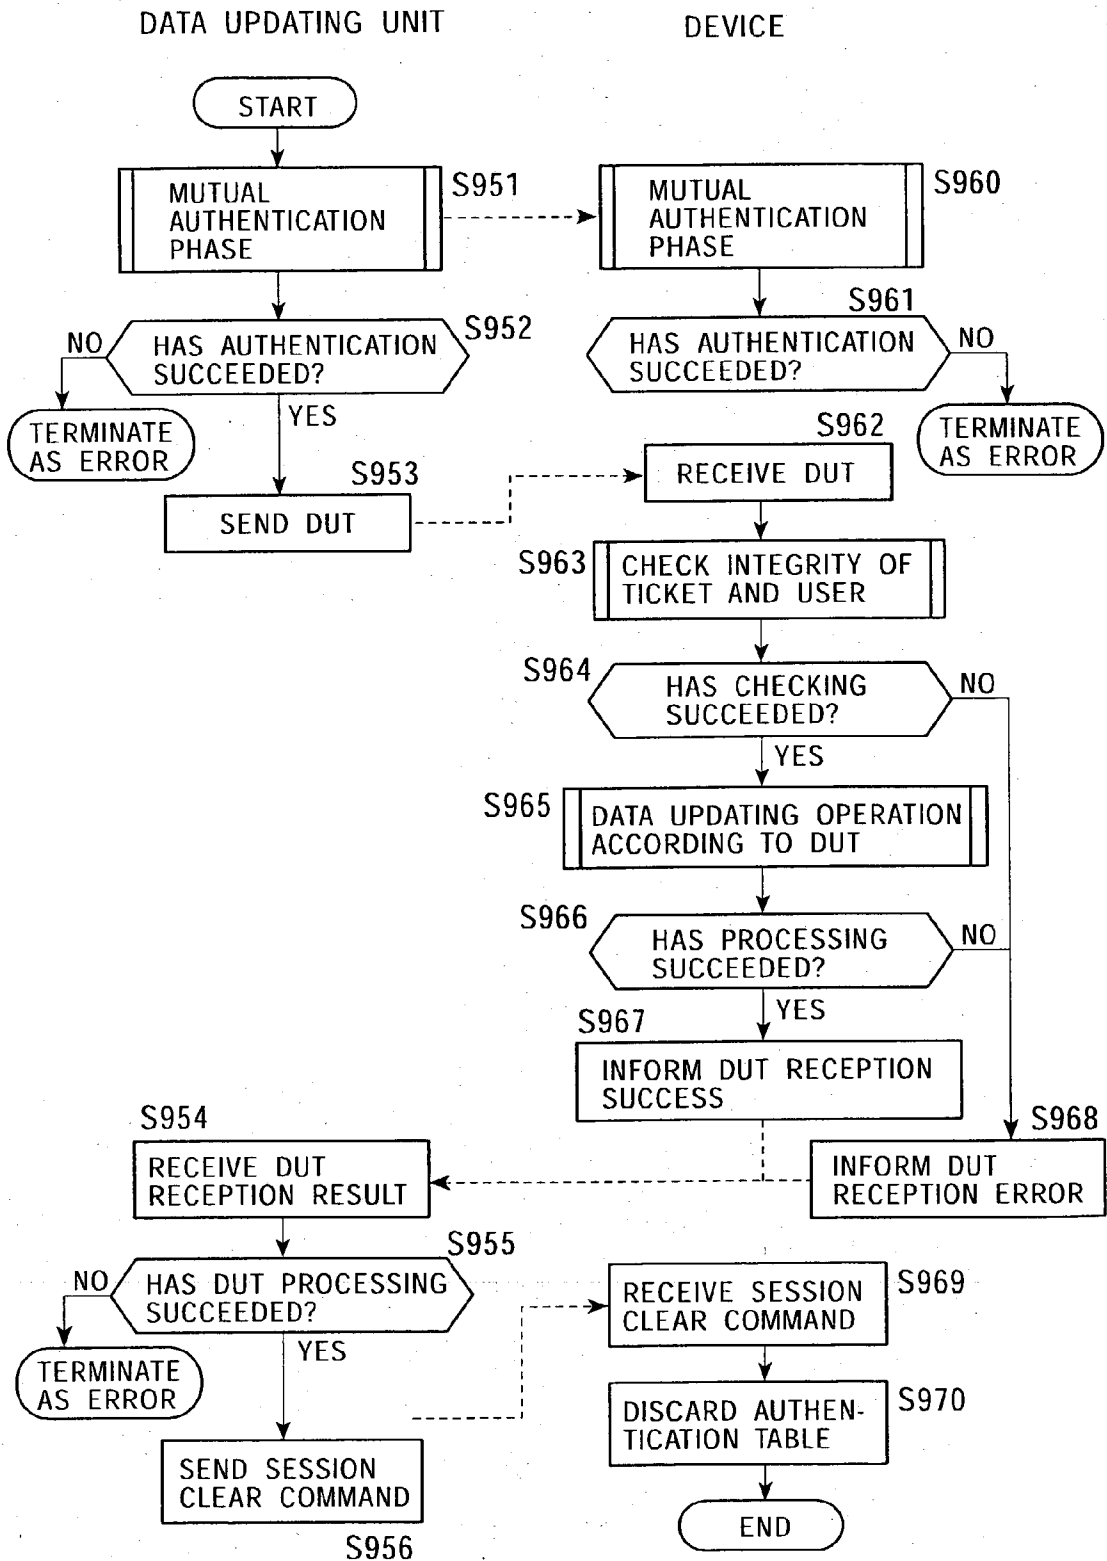 DATA UPDATING UNIT
DEVICE
START
S951
MUTUAL
AUTHENTICATION
PHASE
S960
MUTUAL
AUTHENTICATION
PHASE
S952
NO
HAS AUTHENTICATION
SUCCEEDED?
S961
HAS AUTHENTICATION
SUCCEEDED?
NO
TERMINATE
AS ERROR
YES
TERMINATE
AS ERROR
S953
SEND DUT
S962
RECEIVE DUT
S963
CHECK INTEGRITY OF
TICKET AND USER
S964
HAS CHECKING
SUCCEEDED?
NO
YES
S965
DATA UPDATING OPERATION
ACCORDING TO DUT
S966
HAS PROCESSING
SUCCEEDED?
NO
YES
S967
INFORM DUT RECEPTION
SUCCESS
S968
INFORM DUT
RECEPTION ERROR
S954
RECEIVE DUT
RECEPTION RESULT
S955
NO
HAS DUT PROCESSING
SUCCEEDED?
YES
TERMINATE
AS ERROR
S969
RECEIVE SESSION
CLEAR COMMAND
S970
DISCARD AUTHEN-
TICATION TABLE
SEND SESSION
CLEAR COMMAND
S956
END